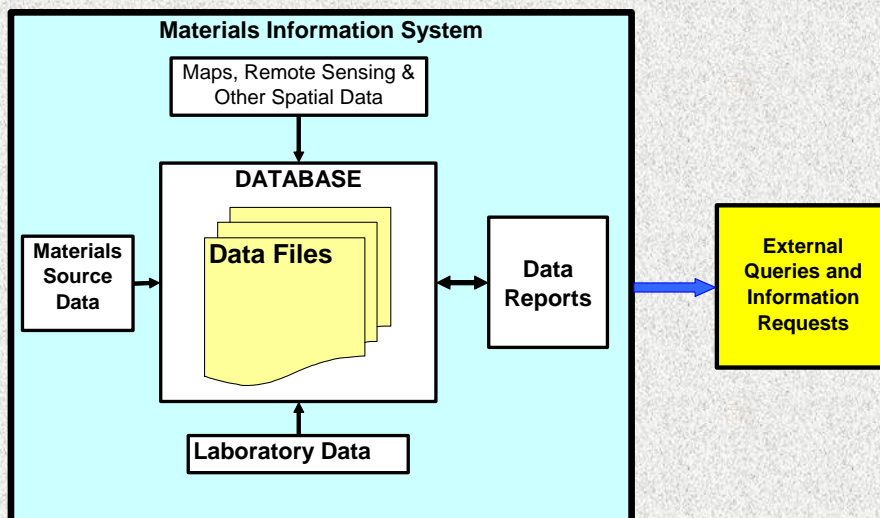 Materials Information System
Maps, Remote Sensing &
Other Spatial Data
DATABASE
Data Files
Materials
Source
Data
Data
Reports
External
Queries and
Information
Requests
Laboratory Data